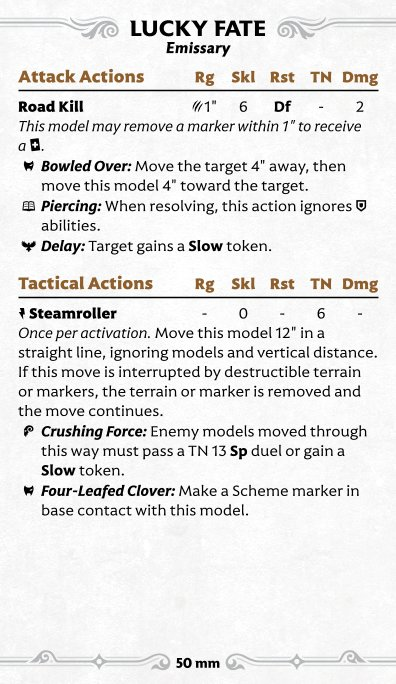 LUCKY FATE
Emissary
Attack Actions Rg Skl Rst TN Dmg
Road Kill 1" 6 Df - 2
This model may remove a marker within 1" to receive
a .
Bowled Over: Move the target 4" away, then
move this model 4" toward the target.
Piercing: When resolving, this action ignores
abilities.
Delay: Target gains a Slow token.
Tactical Actions Rg Skl Rst TN Dmg
Steamroller - 0 - 6 -
Once per activation. Move this model 12" in a
straight line, ignoring models and vertical distance.
If this move is interrupted by destructible terrain
or markers, the terrain or marker is removed and
the move continues.
Crushing Force: Enemy models moved through
this way must pass a TN 13 Sp duel or gain a
Slow token.
Four-Leafed Clover: Make a Scheme marker in
base contact with this model.
50 mm